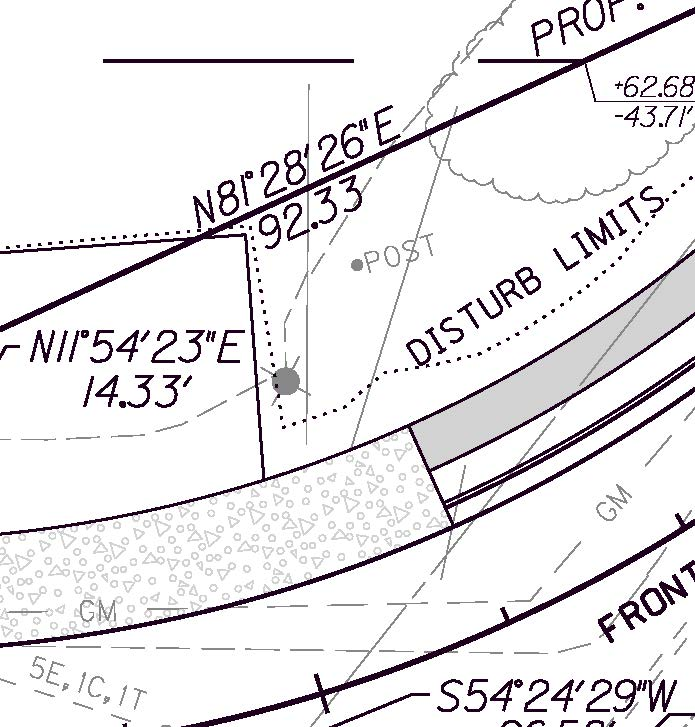 PROP.
+62.68
-43.71'
N81°28'26"E
92.33
POST
DISTURB LIMITS
N11°54'23"E
14.33'
GM
GM
FRONT
5E,1C,1T
S54°24'29"W